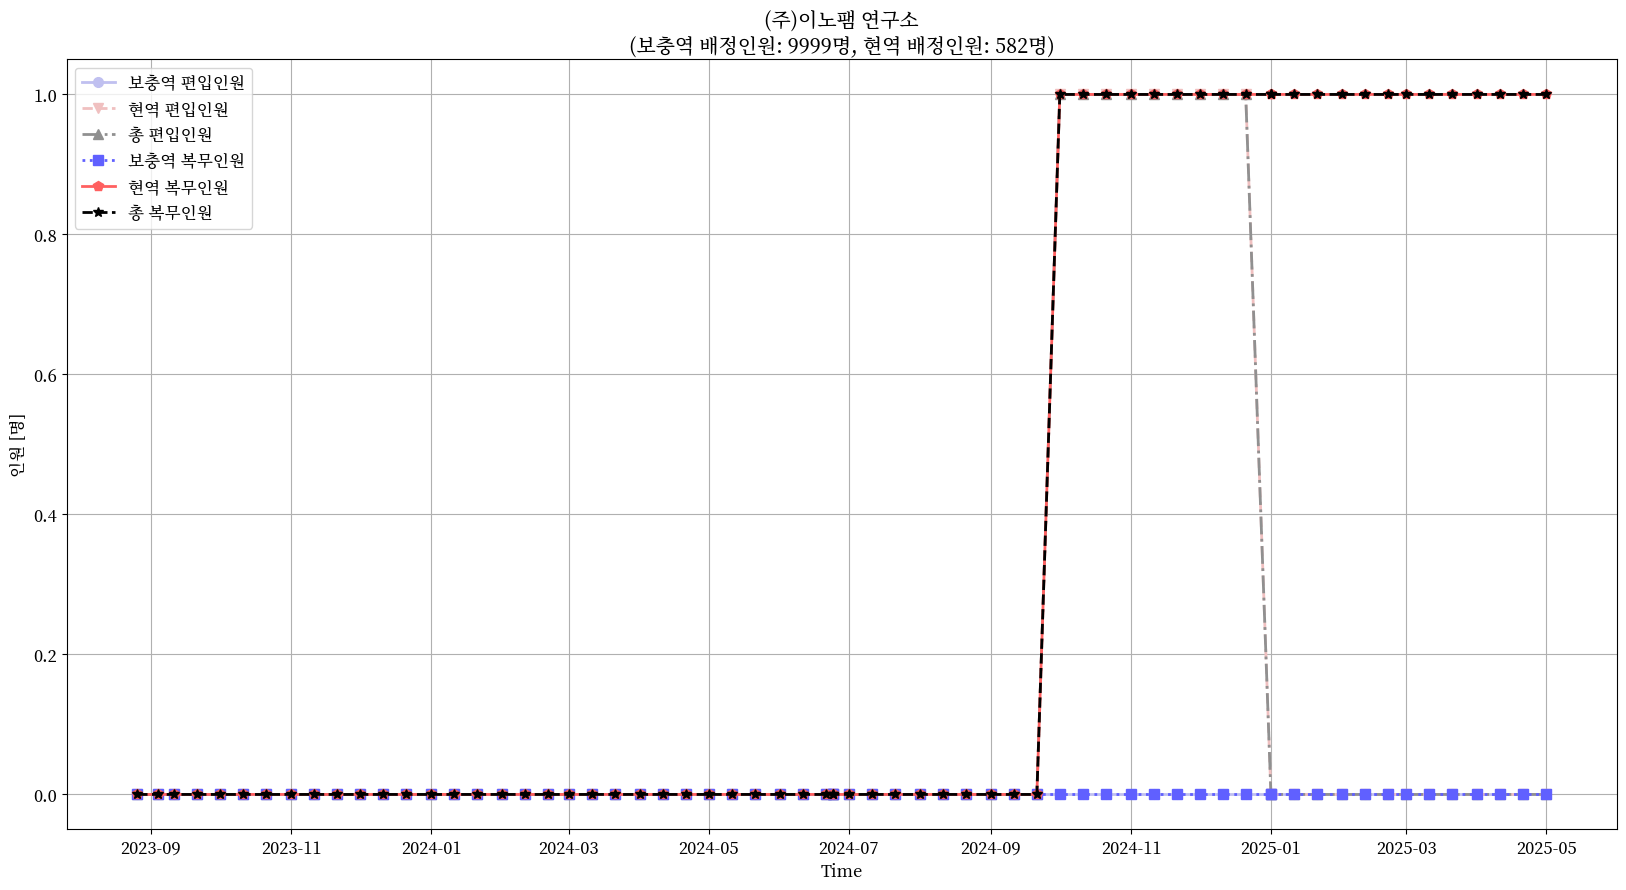 (주)이노팸 연구소
(보충역 배정인원: 9999명, 현역 배정인원: 582명)
보충역 편입인원
현역 편입인원
총 편입인원
보충역 복무인원
현역 복무인원
총 복무인원
1.0
0.8
0.6
0.4
0.2
0.0
인원 [명]
2023-09 2023-11 2024-01 2024-03 2024-05 2024-07 2024-09 2024-11 2025-01 2025-03 2025-05
Time